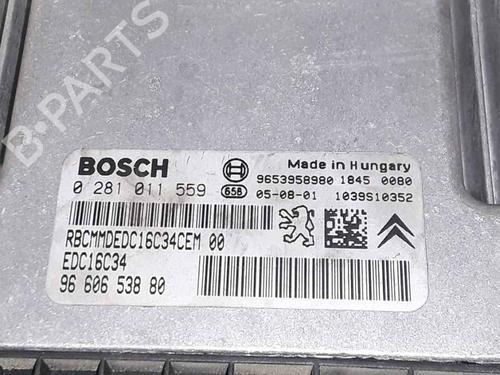 B-PARTS
BOSCH
Made in Hungary
0 281 011 559
9653958980 1845 0080
658
05-08-01 1039S10352
RBCMMDEDC16C34CEM 00
EDC16C34
96 606 538 80